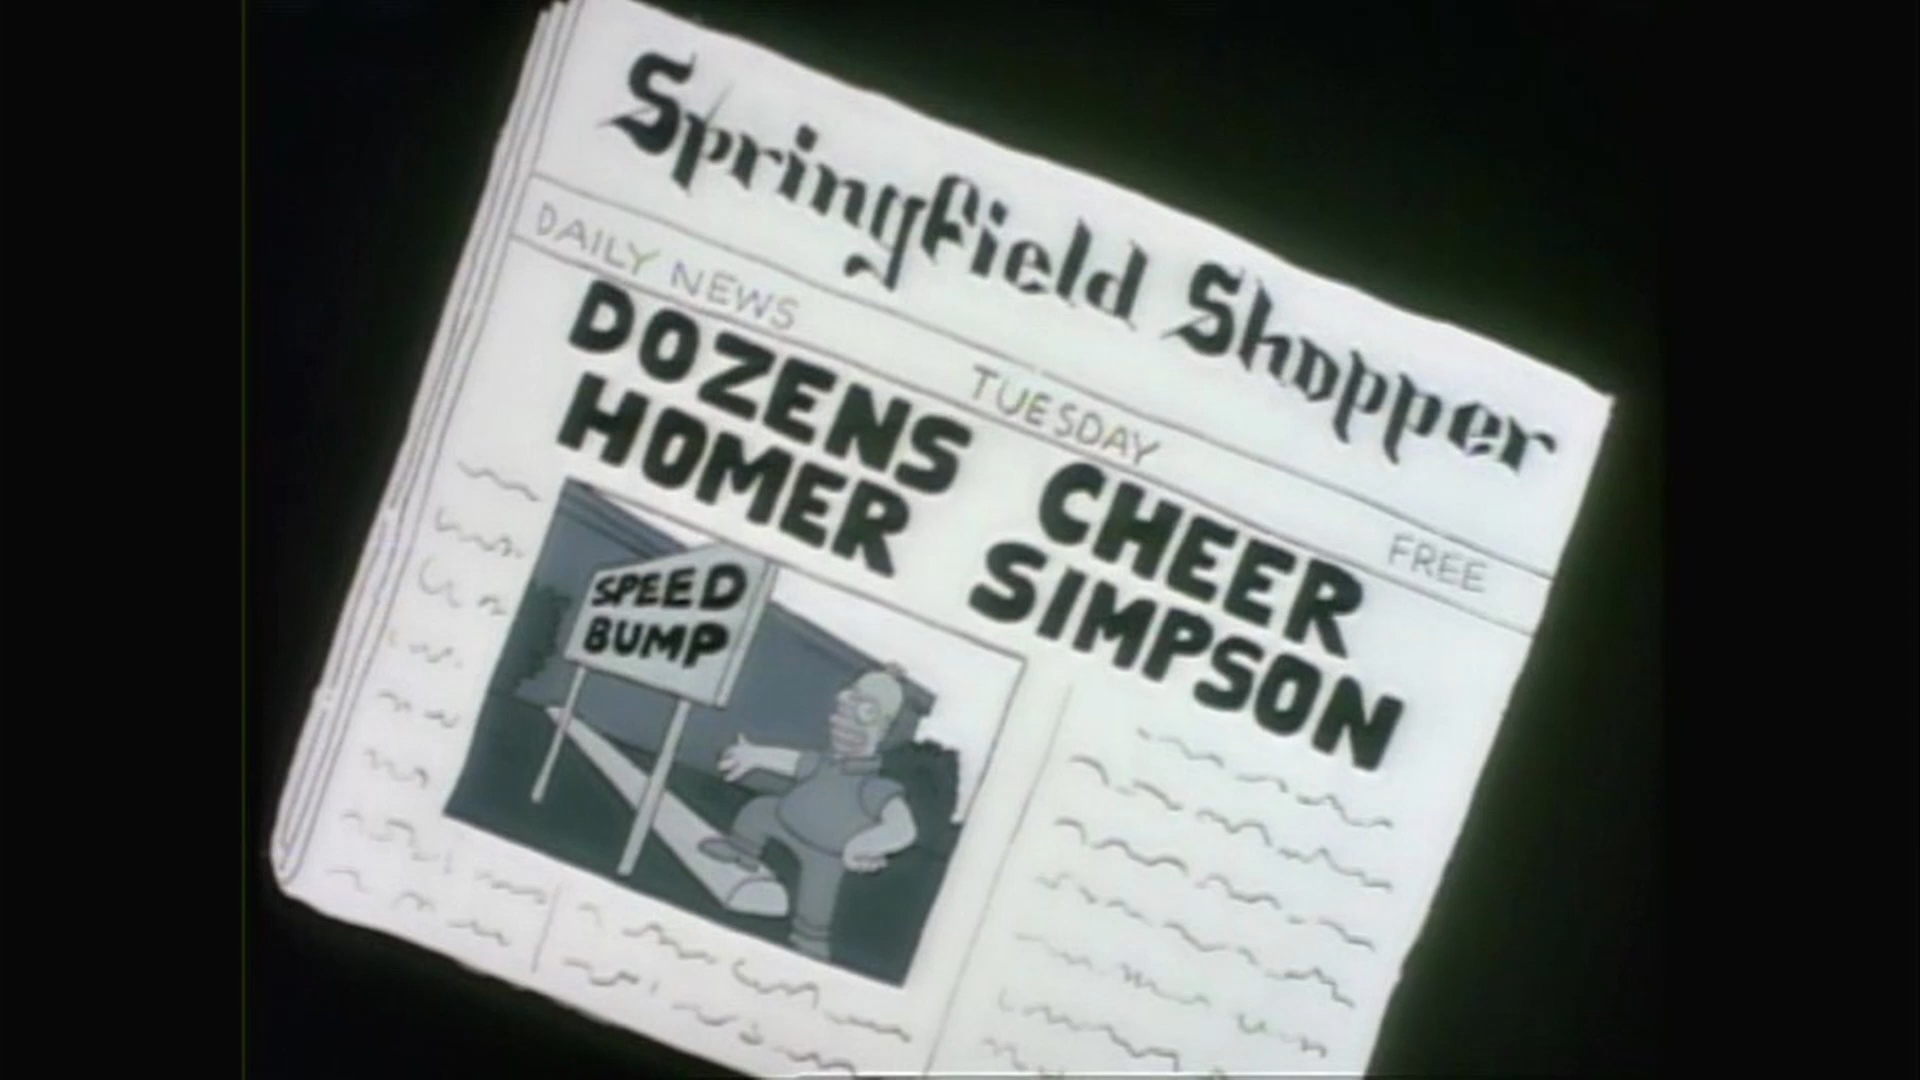 Springfield Shopper
DAILY NEWS TUESDAY FREE
DOZENS CHEER
HOMER SIMPSON
SPEED
BUMP